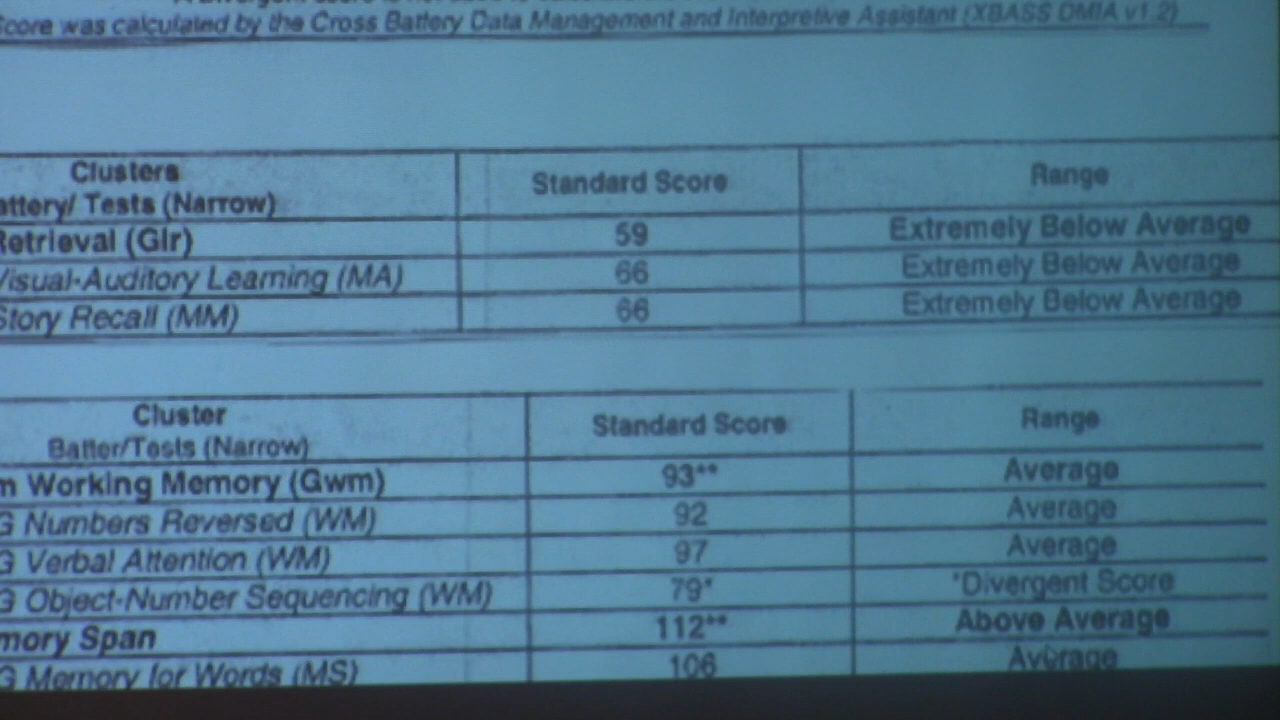 Score was calculated by the Cross Battery Data Management and Interpretive Assistant (XBASS DMIA v1.2)
Clusters
attery/ Tests (Narrow)
Standard Score
Range
Retrieval (Glr) 59 Extremely Below Average
Visual-Auditory Learning (MA) 66 Extremely Below Average
Story Recall (MM) 66 Extremely Below Average
Cluster
Batter/Tests (Narrow)
Standard Score
Range
m Working Memory (Gwm) 93** Average
G Numbers Reversed (WM) 92 Average
G Verbal Attention (WM) 97 Average
G Object-Number Sequencing (WM) 79* *Divergent Score
mory Span 112** Above Average
G Memory for Words (MS) 106 Average